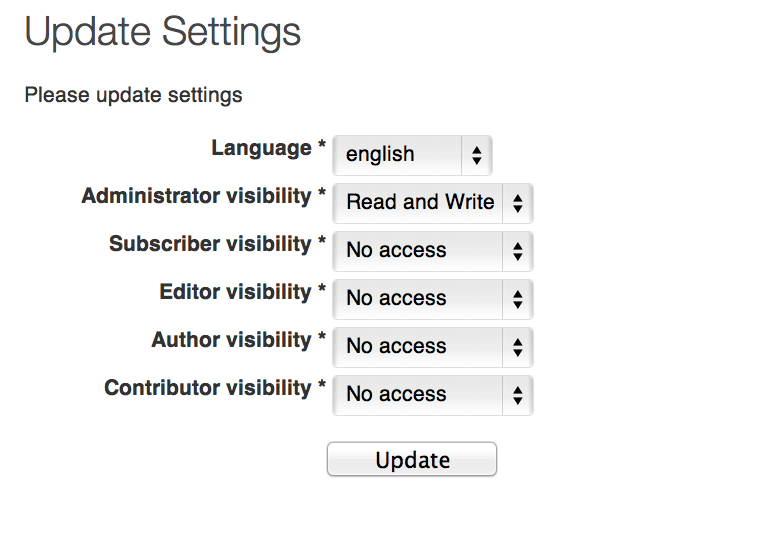 Update Settings
Please update settings
Language * english
Administrator visibility * Read and Write
Subscriber visibility * No access
Editor visibility * No access
Author visibility * No access
Contributor visibility * No access
Update